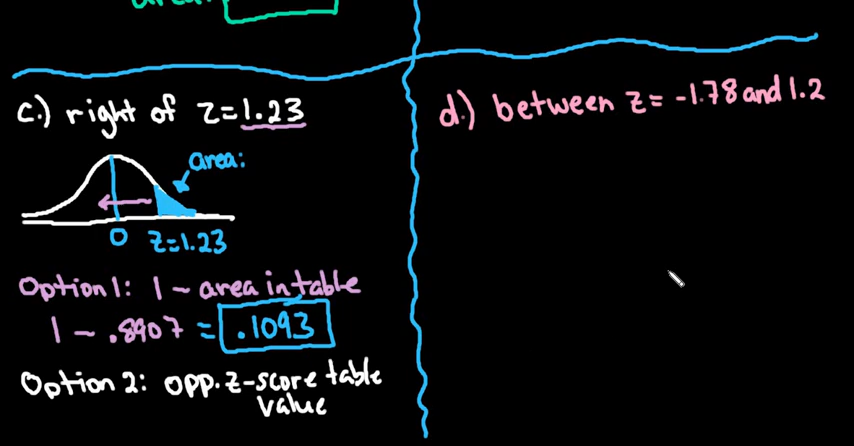 area:
c.) right of z=1.23
area:
0 z=1.23
Option 1: 1 - area in table
1 - .8907 = .1093
Option 2: opp. z-score table
value
d.) between z= -1.78 and 1.2